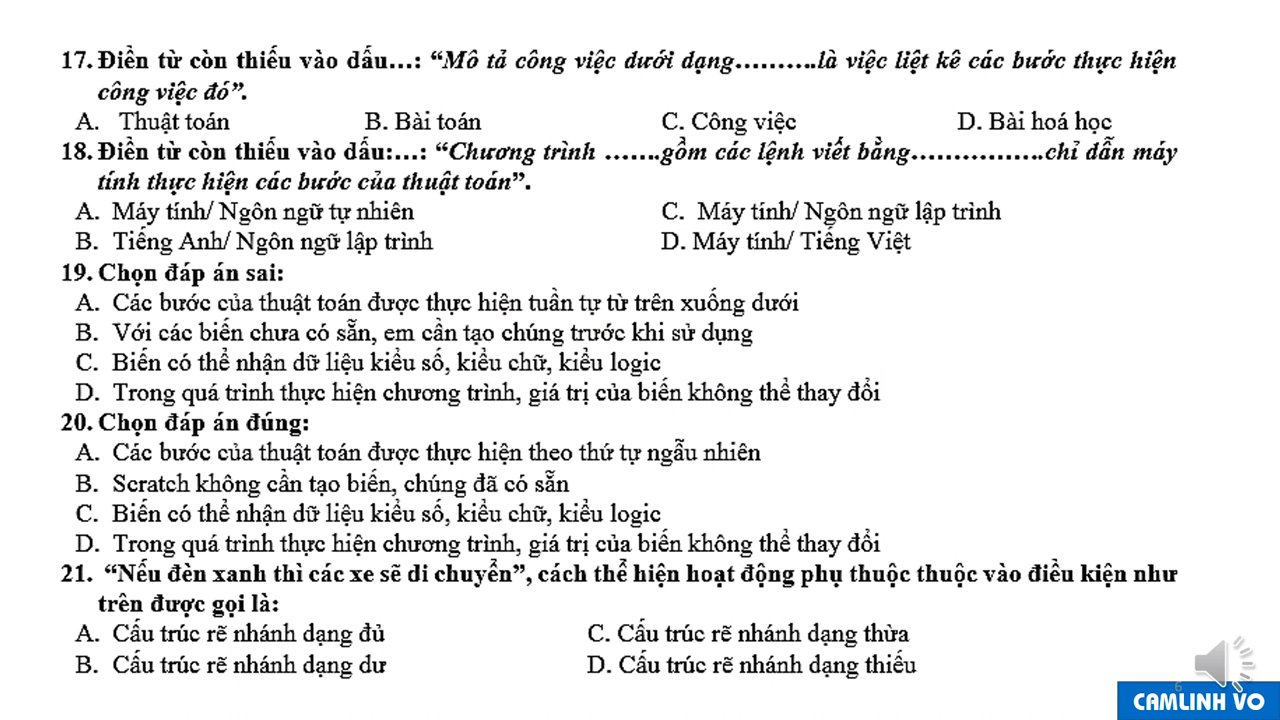 17. Điền từ còn thiếu vào dấu...: “Mô tả công việc dưới dạng..........là việc liệt kê các bước thực hiện
công việc đó”.
A. Thuật toán B. Bài toán C. Công việc D. Bài hoá học
18. Điền từ còn thiếu vào dấu:...: “Chương trình .......gồm các lệnh viết bằng.................chỉ dẫn máy
tính thực hiện các bước của thuật toán”.
A. Máy tính/ Ngôn ngữ tự nhiên C. Máy tính/ Ngôn ngữ lập trình
B. Tiếng Anh/ Ngôn ngữ lập trình D. Máy tính/ Tiếng Việt
19. Chọn đáp án sai:
A. Các bước của thuật toán được thực hiện tuần tự từ trên xuống dưới
B. Với các biến chưa có sẵn, em cần tạo chúng trước khi sử dụng
C. Biến có thể nhận dữ liệu kiểu số, kiểu chữ, kiểu logic
D. Trong quá trình thực hiện chương trình, giá trị của biến không thể thay đổi
20. Chọn đáp án đúng:
A. Các bước của thuật toán được thực hiện theo thứ tự ngẫu nhiên
B. Scratch không cần tạo biến, chúng đã có sẵn
C. Biến có thể nhận dữ liệu kiểu số, kiểu chữ, kiểu logic
D. Trong quá trình thực hiện chương trình, giá trị của biến không thể thay đổi
21. “Nếu đèn xanh thì các xe sẽ di chuyển”, cách thể hiện hoạt động phụ thuộc thuộc vào điều kiện như
trên được gọi là:
A. Cấu trúc rẽ nhánh dạng đủ C. Cấu trúc rẽ nhánh dạng thừa
B. Cấu trúc rẽ nhánh dạng dư D. Cấu trúc rẽ nhánh dạng thiếu
6
CAMLINH VO